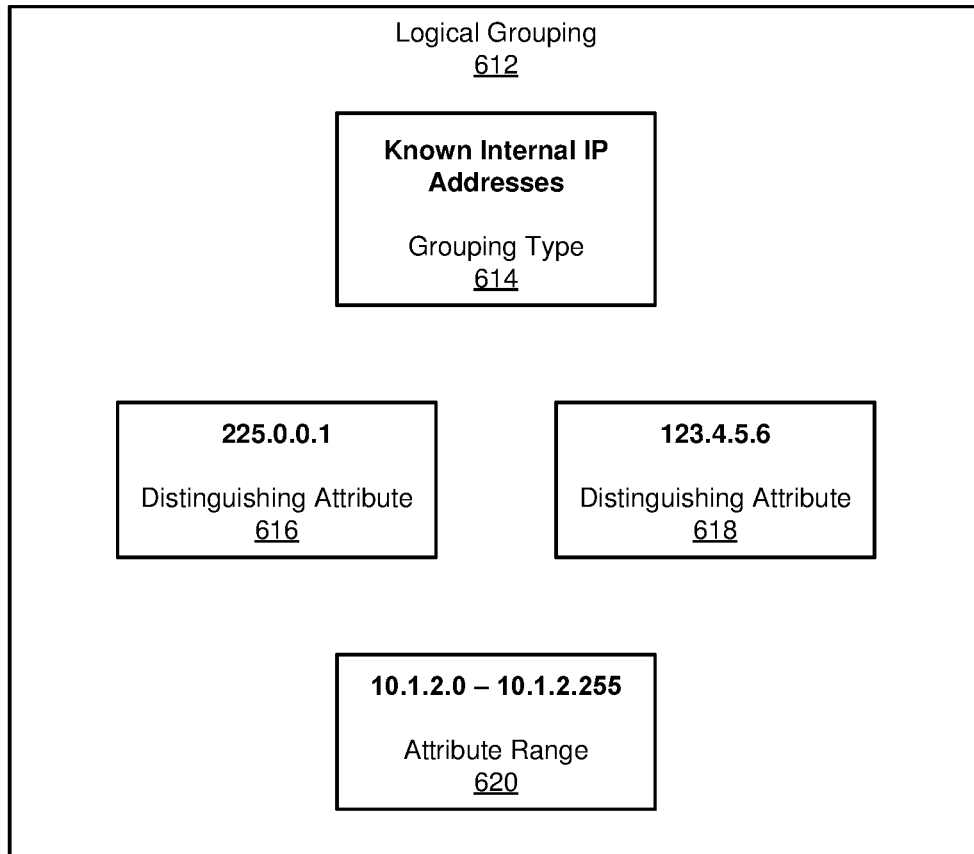 Logical Grouping
612
Known Internal IP
Addresses
Grouping Type
614
225.0.0.1
Distinguishing Attribute
616
123.4.5.6
Distinguishing Attribute
618
10.1.2.0 – 10.1.2.255
Attribute Range
620